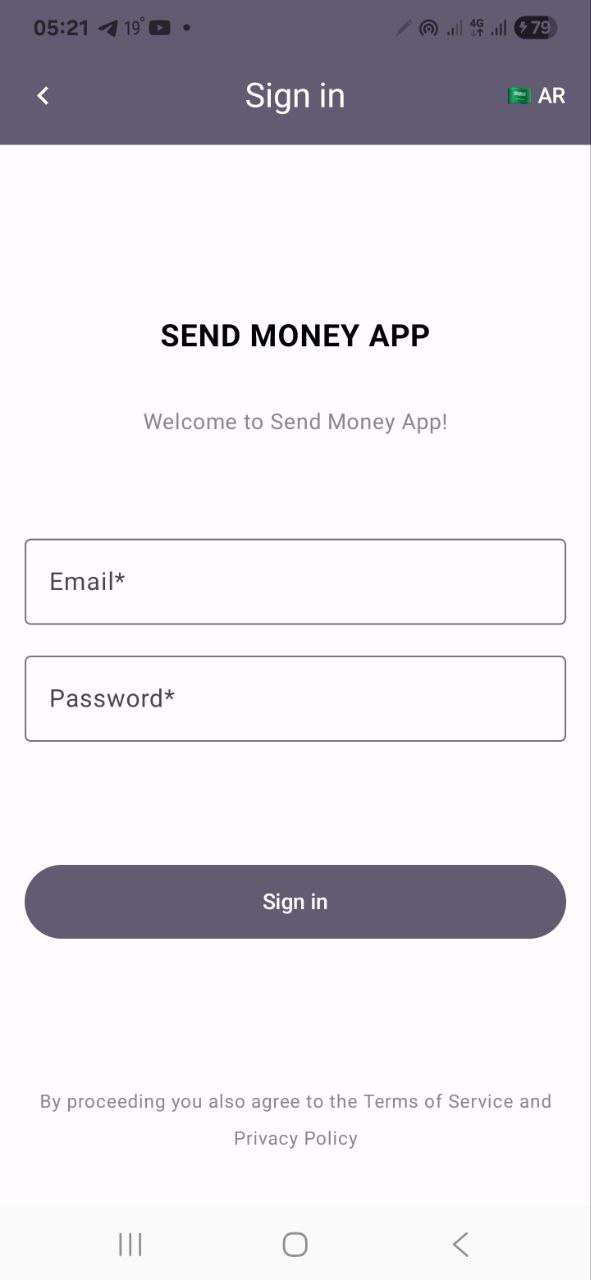 05:21 19° 4G 79
Sign in
AR
SEND MONEY APP
Welcome to Send Money App!
Email*
Password*
Sign in
By proceeding you also agree to the Terms of Service and
Privacy Policy